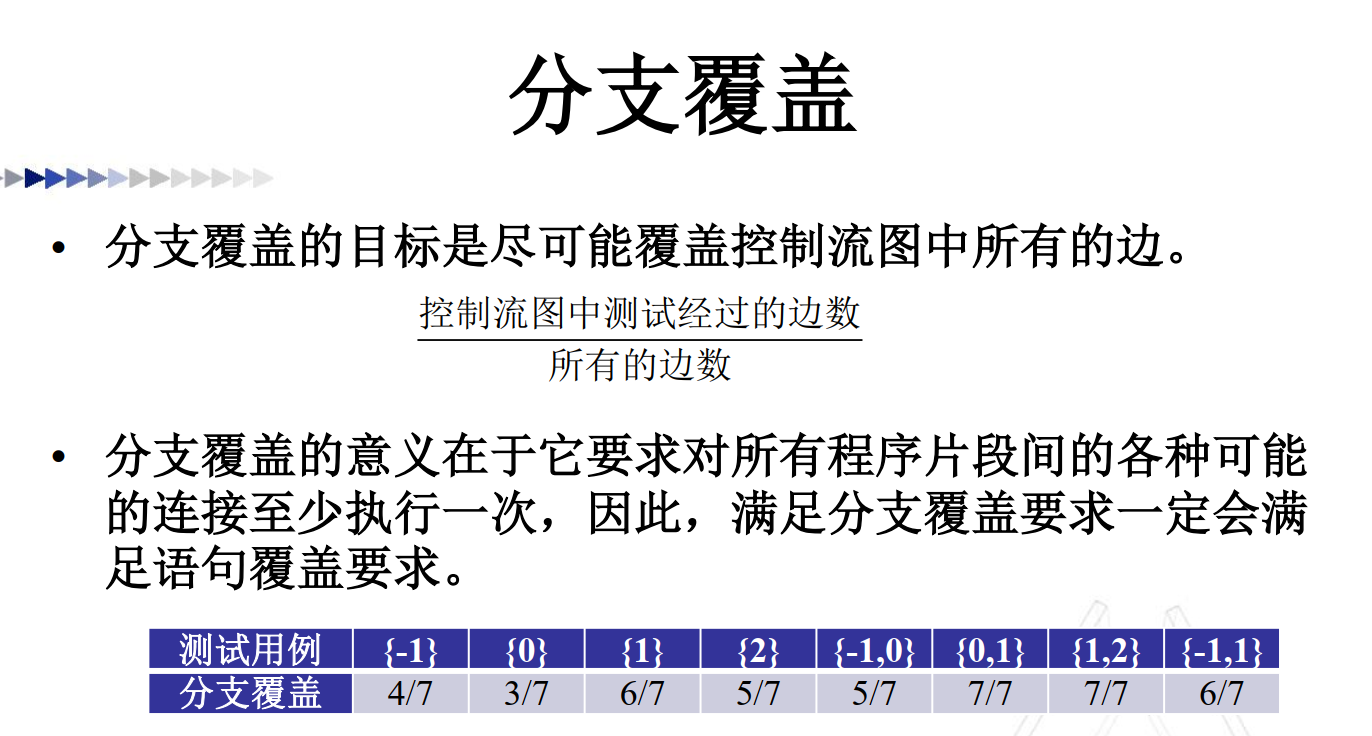 分支覆盖
• 分支覆盖的目标是尽可能覆盖控制流图中所有的边。
控制流图中测试经过的边数
所有的边数
• 分支覆盖的意义在于它要求对所有程序片段间的各种可能
的连接至少执行一次，因此，满足分支覆盖要求一定会满
足语句覆盖要求。
测试用例 {-1} {0} {1} {2} {-1,0} {0,1} {1,2} {-1,1}
分支覆盖 4/7 3/7 6/7 5/7 5/7 7/7 7/7 6/7